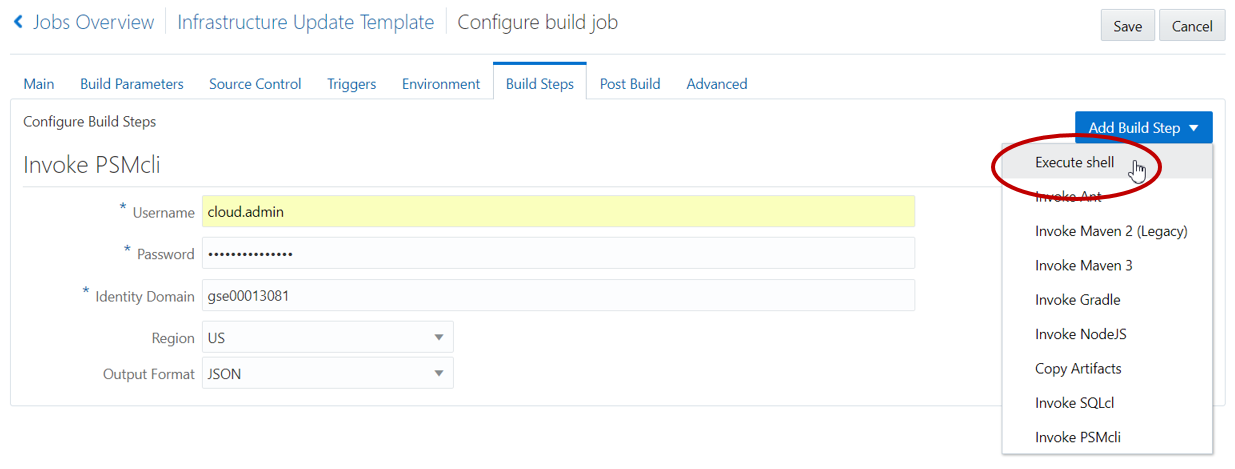 Jobs Overview Infrastructure Update Template Configure build job Save Cancel
Main Build Parameters Source Control Triggers Environment Build Steps Post Build Advanced
Configure Build Steps Add Build Step
Invoke PSMcli
* Username cloud.admin
* Password •••••••••••••••
* Identity Domain gse00013081
Region US
Output Format JSON
Execute shell
Invoke Ant
Invoke Maven 2 (Legacy)
Invoke Maven 3
Invoke Gradle
Invoke NodeJS
Copy Artifacts
Invoke SQLcl
Invoke PSMcli